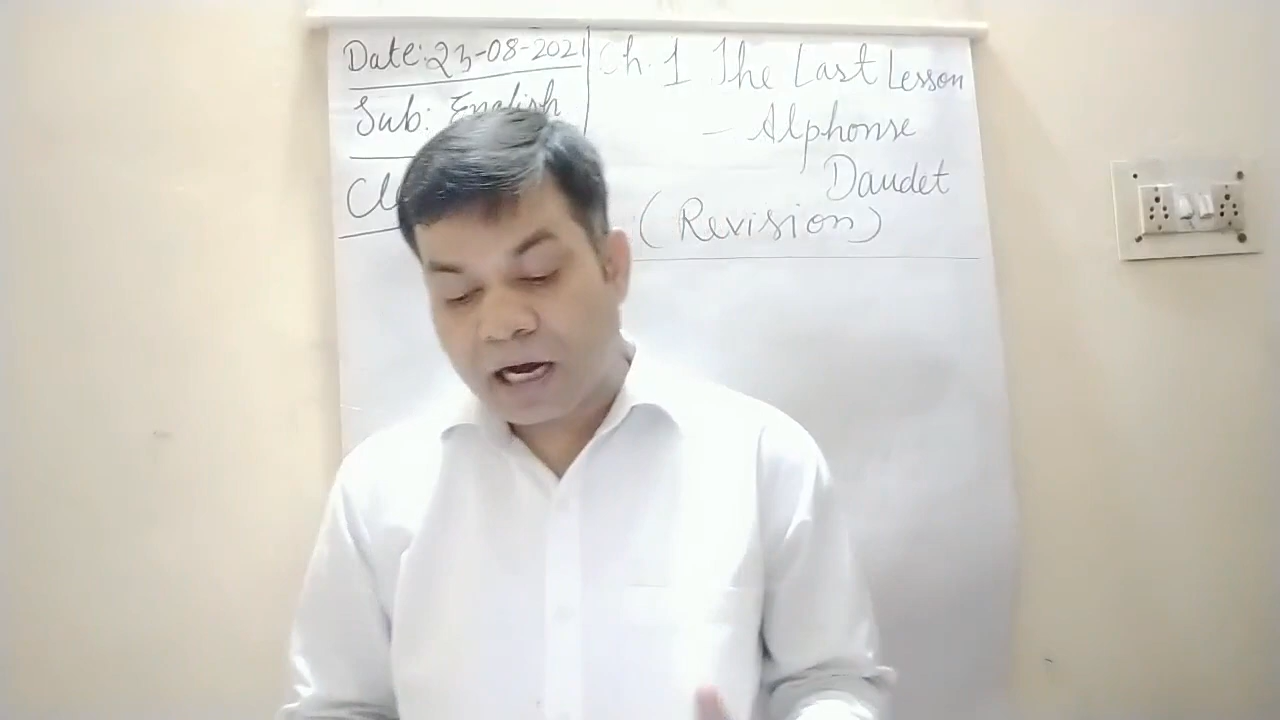 Date: 23-08-2021
Sub: English
Ch. 1 The Last Lesson
- Alphonse
Daudet
(Revision)